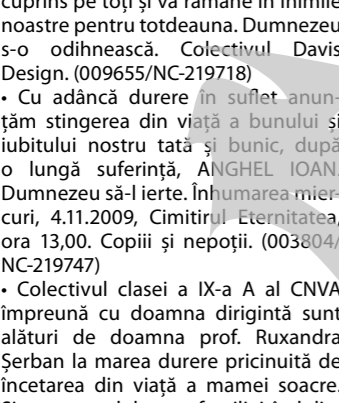 cuprins pe toți și va rămâne în inimile
noastre pentru totdeauna. Dumnezeu
s-o odihnească. Colectivul Davis
Design. (009655/NC-219718)
• Cu adâncă durere în suflet anun-
țăm stingerea din viață a bunului și
iubitului nostru tată și bunic, după
o lungă suferință, ANGHEL IOAN.
Dumnezeu să-l ierte. Înhumarea mier-
curi, 4.11.2009, Cimitirul Eternitatea,
ora 13,00. Copiii și nepoții. (003804/
NC-219747)
• Colectivul clasei a IX-a A al CNVA
împreună cu doamna dirigintă sunt
alături de doamna prof. Ruxandra
Șerban la marea durere pricinuită de
încetarea din viață a mamei soacre.